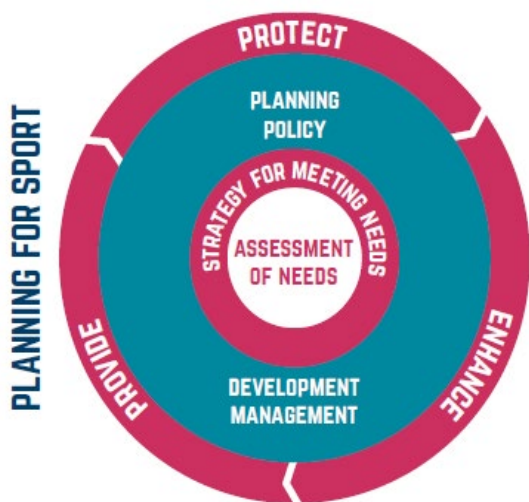 PLANNING FOR SPORT
PROTECT
PLANNING
POLICY
STRATEGY FOR MEETING NEEDS
ASSESSMENT
OF NEEDS
DEVELOPMENT
MANAGEMENT
PROVIDE
ENHANCE